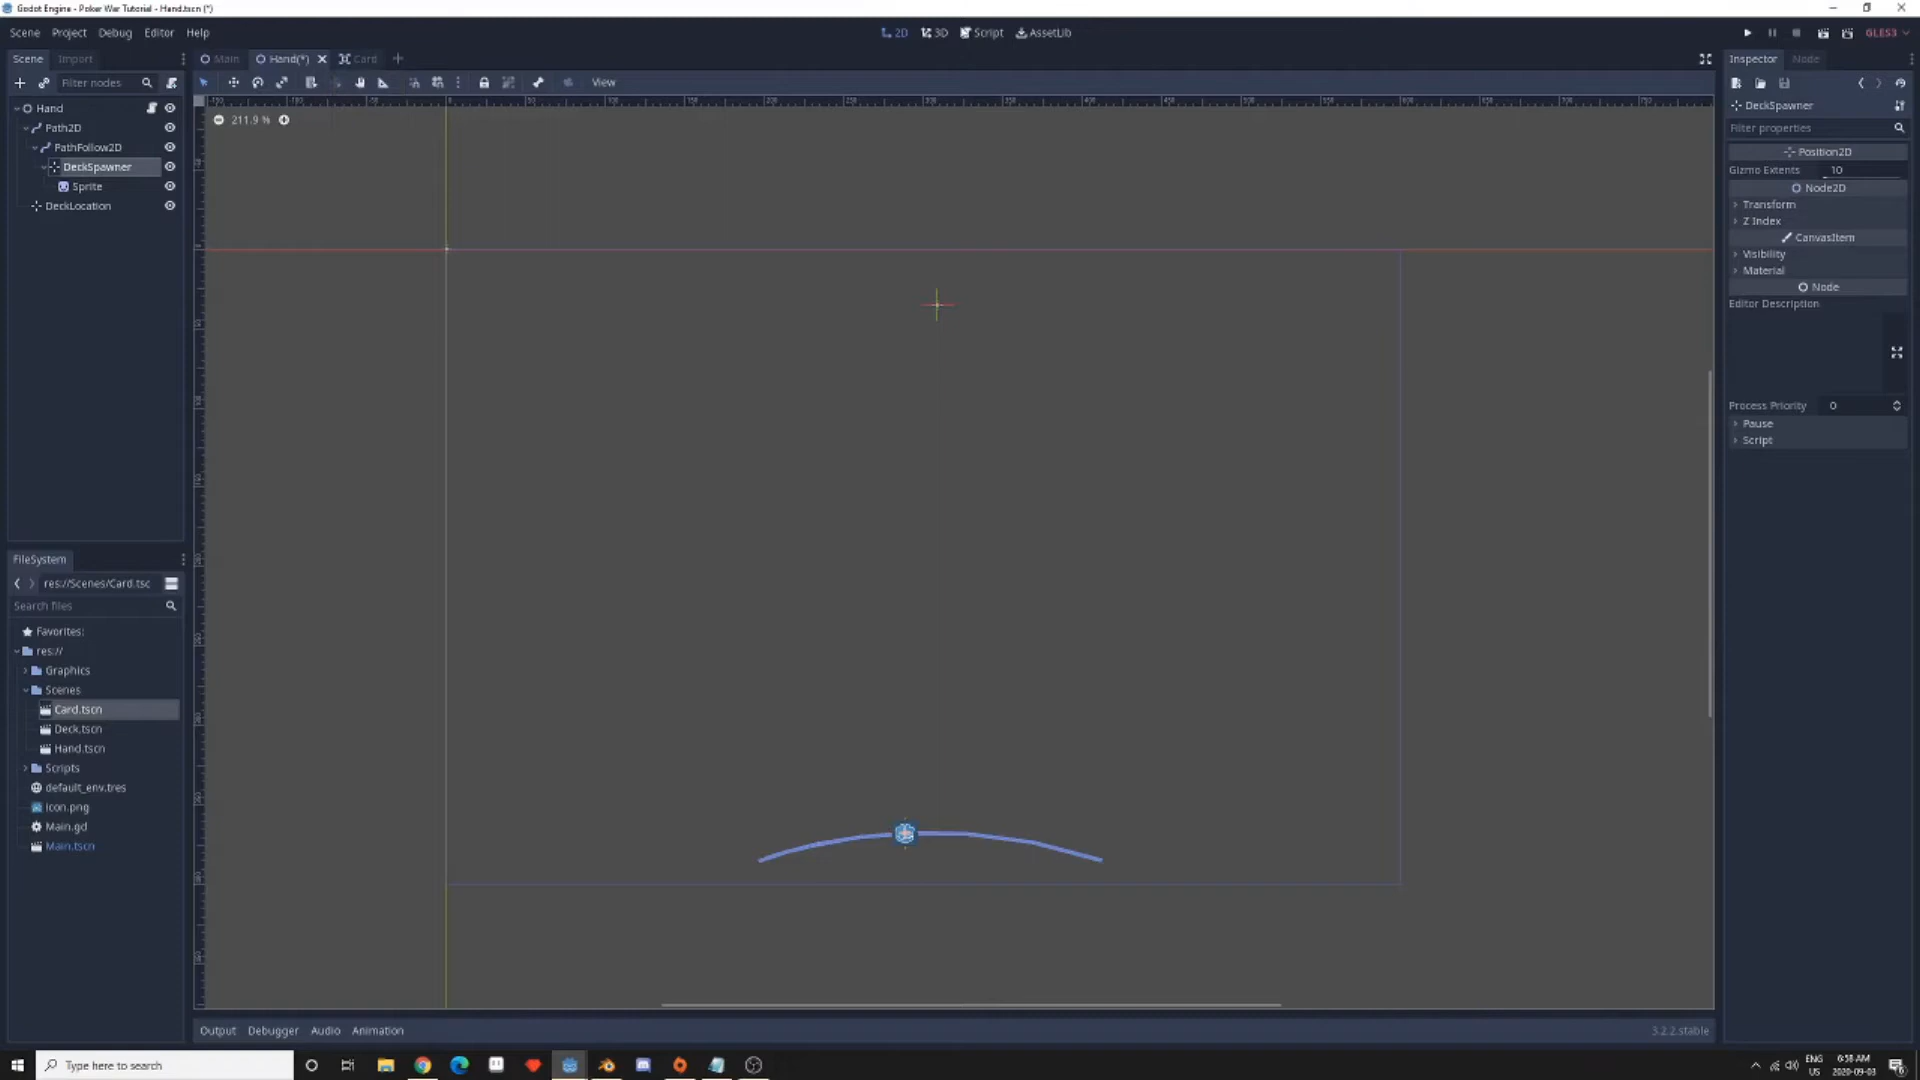 Godot Engine - Poker War Tutorial - Hand.tscn (*)
Scene Project Debug Editor Help
2D 3D Script AssetLib
GLES3
Scene Import
Main Hand(*) Card
Inspector Node
Filter nodes
View
Hand
Path2D
PathFollow2D
DeckSpawner
Sprite
DeckLocation
211.9 %
DeckSpawner
Filter properties
Position2D
Gizmo Extents 10
Node2D
Transform
Z Index
CanvasItem
Visibility
Material
Node
Editor Description
Process Priority 0
Pause
Script
FileSystem
res://Scenes/Card.tsc
Search files
Favorites:
res://
Graphics
Scenes
Card.tscn
Deck.tscn
Hand.tscn
Scripts
default_env.tres
icon.png
Main.gd
Main.tscn
Output Debugger Audio Animation
3.2.2.stable
Type here to search
ENG
US
6:58 AM
2020-09-03